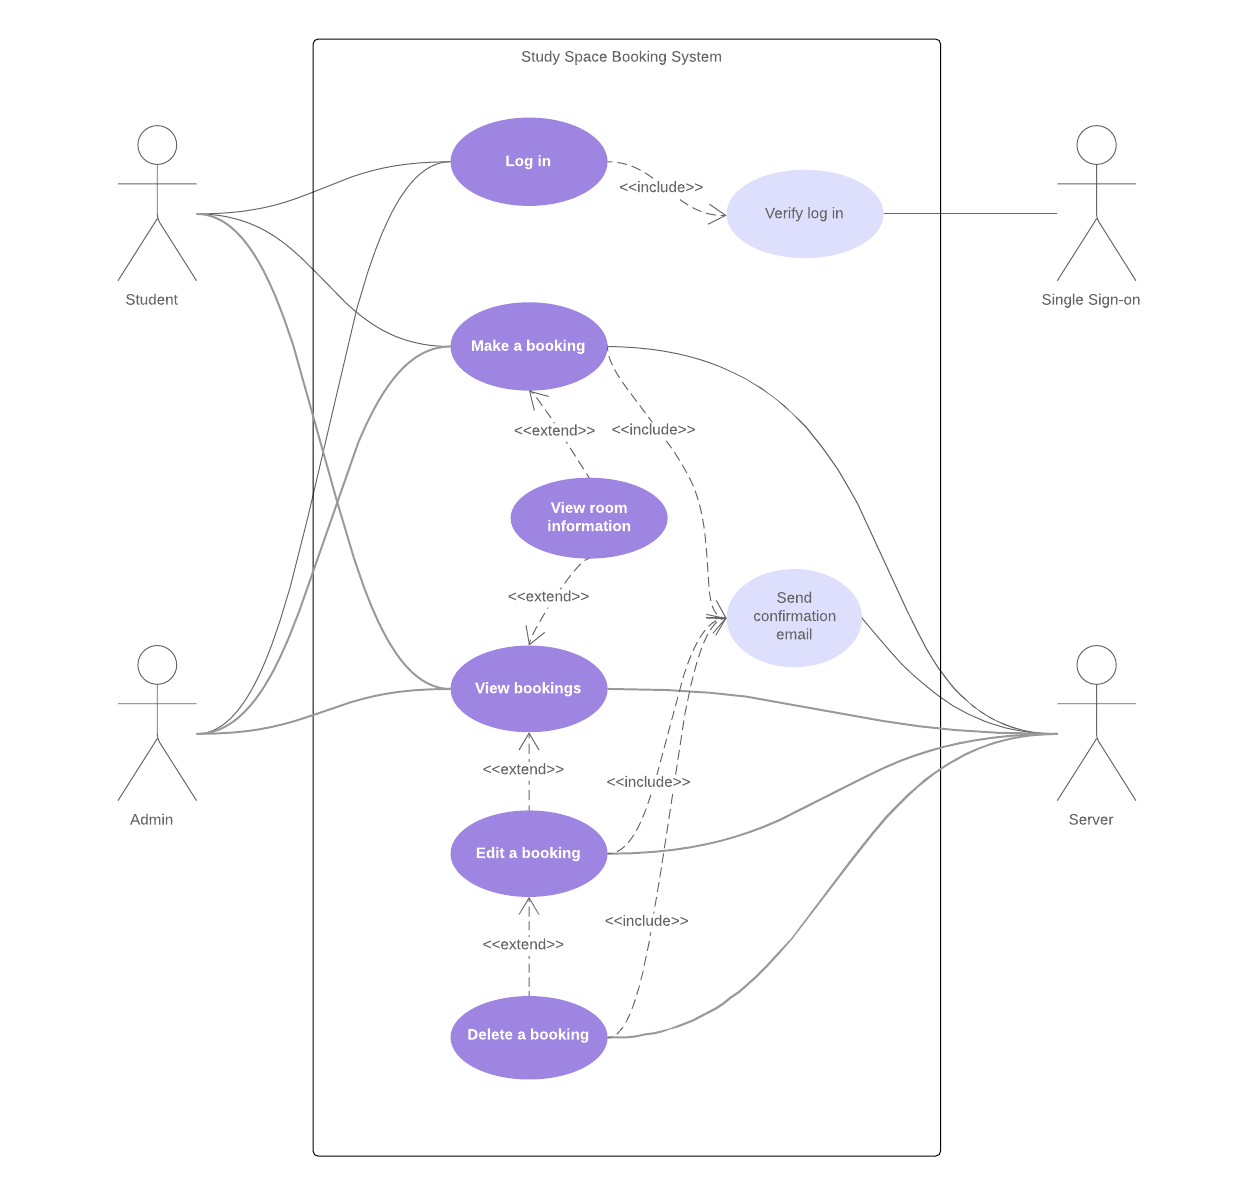 Study Space Booking System
Log in
<<include>>
Verify log in
Student
Single Sign-on
Make a booking
<<extend>>
<<include>>
View room
information
<<extend>>
Send
confirmation
email
View bookings
<<extend>>
<<include>>
Admin
Server
Edit a booking
<<include>>
<<extend>>
Delete a booking